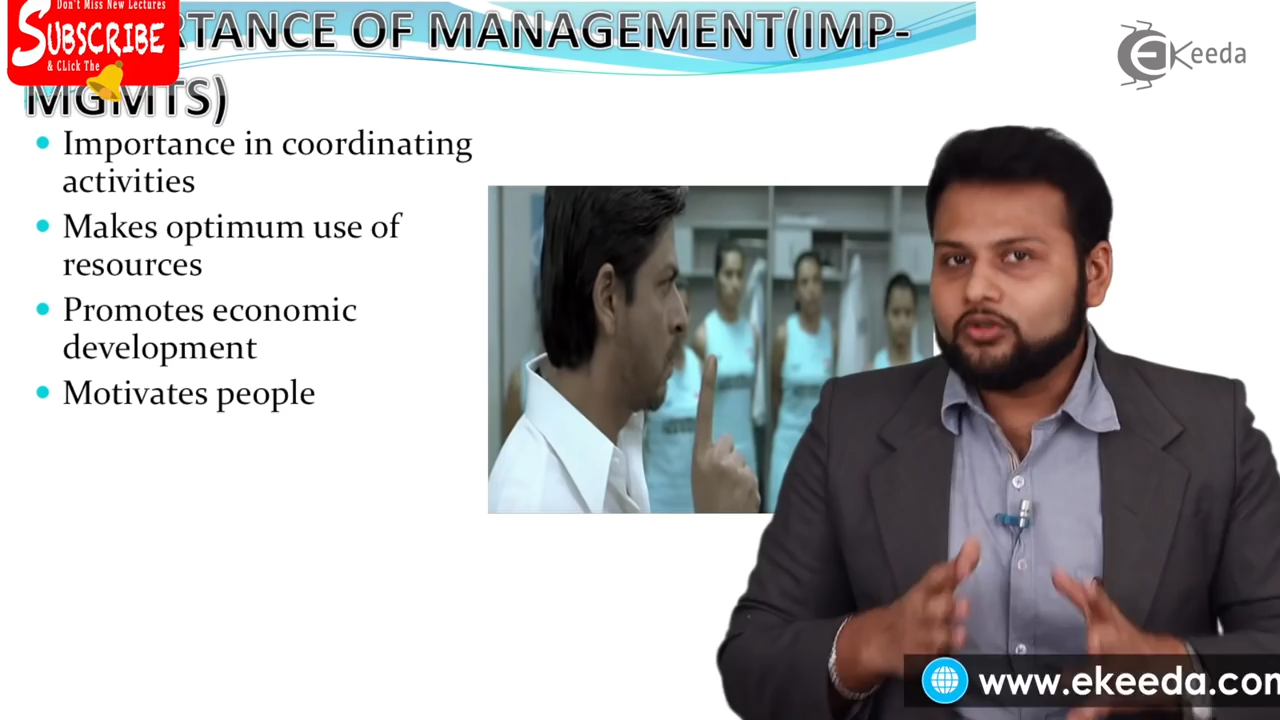 Don't Miss New Lectures
SUBSCRIBE
& CLick The
RTANCE OF MANAGEMENT(IMP-
MGMTS)
EKeeda
• Importance in coordinating
activities
• Makes optimum use of
resources
• Promotes economic
development
• Motivates people
www.ekeeda.con